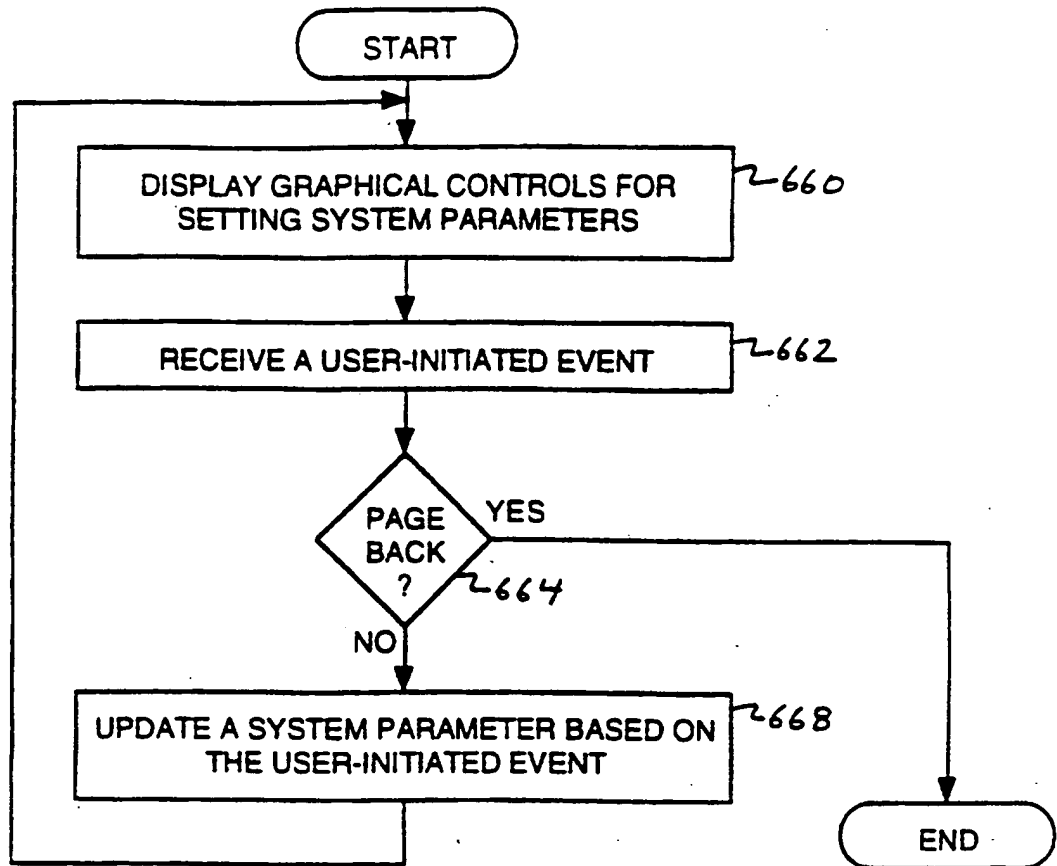 START
DISPLAY GRAPHICAL CONTROLS FOR
SETTING SYSTEM PARAMETERS
660
RECEIVE A USER-INITIATED EVENT
662
PAGE
BACK
?
YES
664
NO
UPDATE A SYSTEM PARAMETER BASED ON
THE USER-INITIATED EVENT
668
END